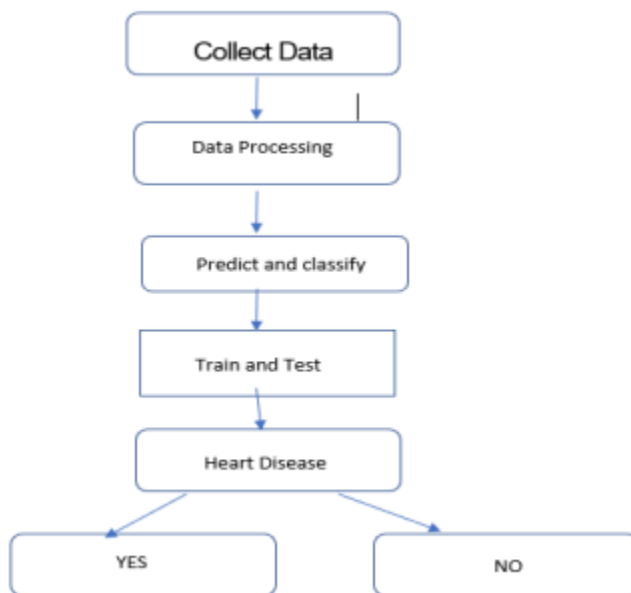 Collect Data
Data Processing
Predict and classify
Train and Test
Heart Disease
YES
NO